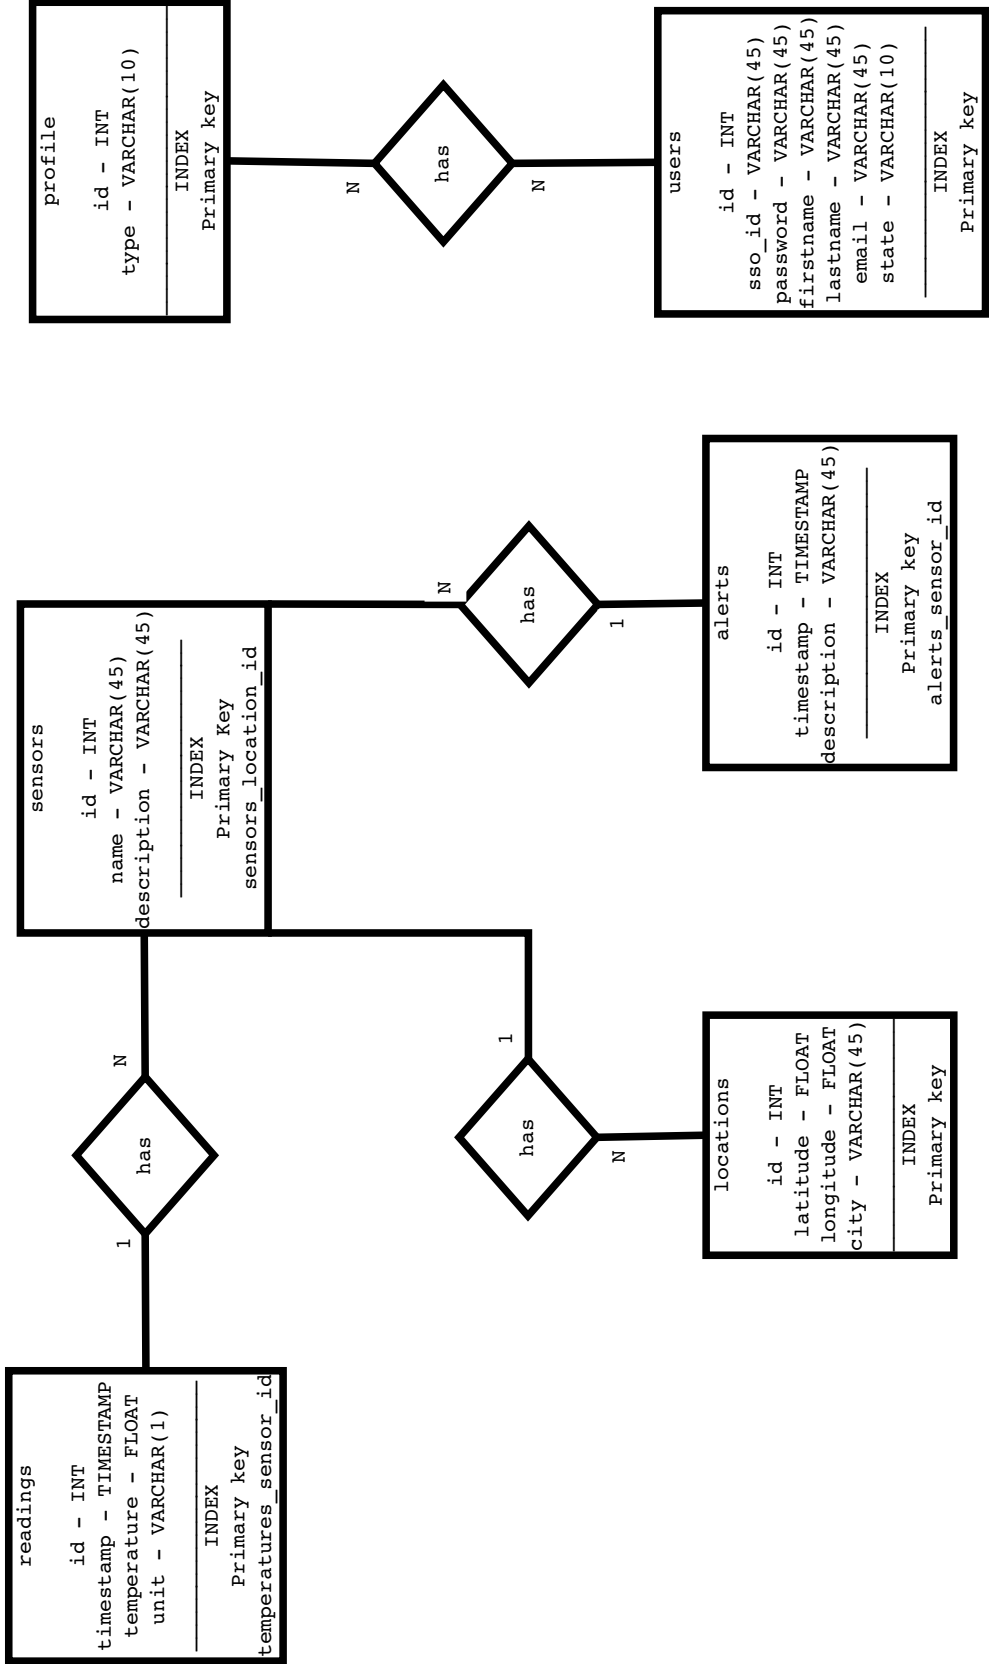 readings
id - INT
timestamp - TIMESTAMP
temperature - FLOAT
unit - VARCHAR(1)
INDEX
Primary key
temperatures_sensor_id
1
has
N
sensors
id - INT
name - VARCHAR(45)
description - VARCHAR(45)
INDEX
Primary Key
sensors_location_id
profile
id - INT
type - VARCHAR(10)
INDEX
Primary key
1
has
N
N
has
1
N
has
N
locations
id - INT
latitude - FLOAT
longitude - FLOAT
city - VARCHAR(45)
INDEX
Primary key
alerts
id - INT
timestamp - TIMESTAMP
description - VARCHAR(45)
INDEX
Primary key
alerts_sensor_id
users
id - INT
sso_id - VARCHAR(45)
password - VARCHAR(45)
firstname - VARCHAR(45)
lastname - VARCHAR(45)
email - VARCHAR(45)
state - VARCHAR(10)
INDEX
Primary key